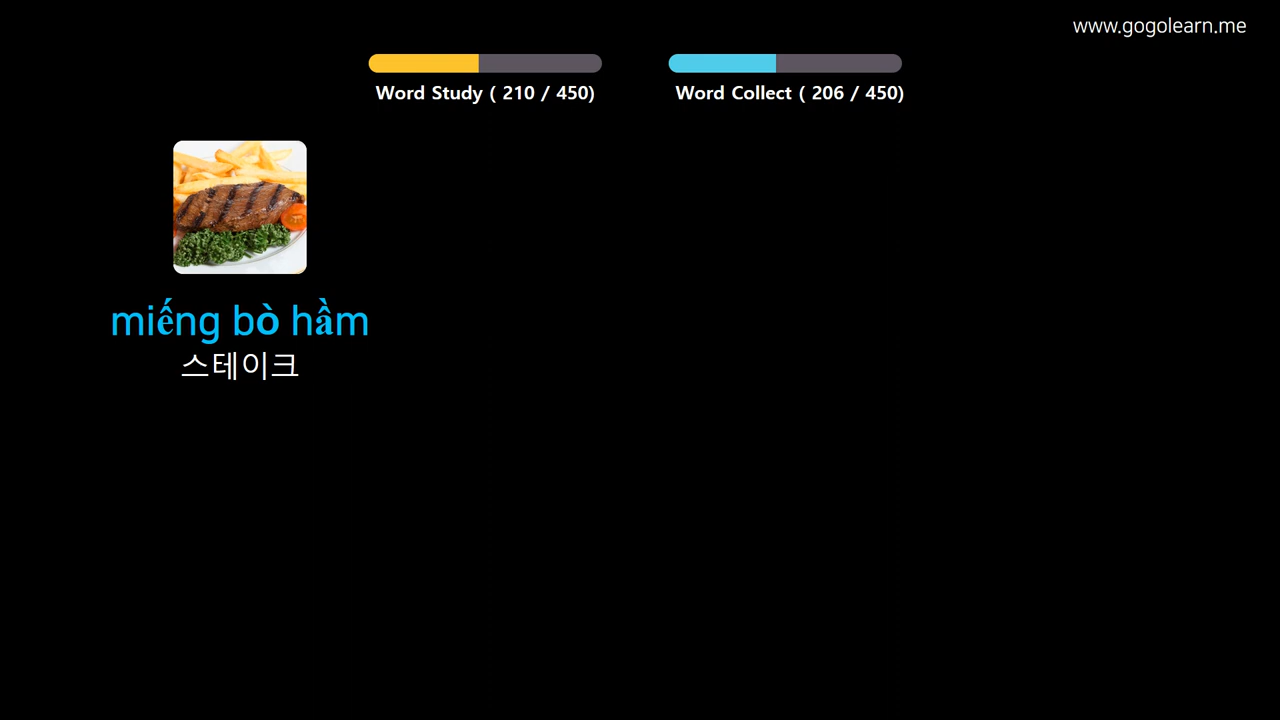 www.gogolearn.me
Word Study ( 210 / 450)
Word Collect ( 206 / 450)
miếng bò hầm
스테이크